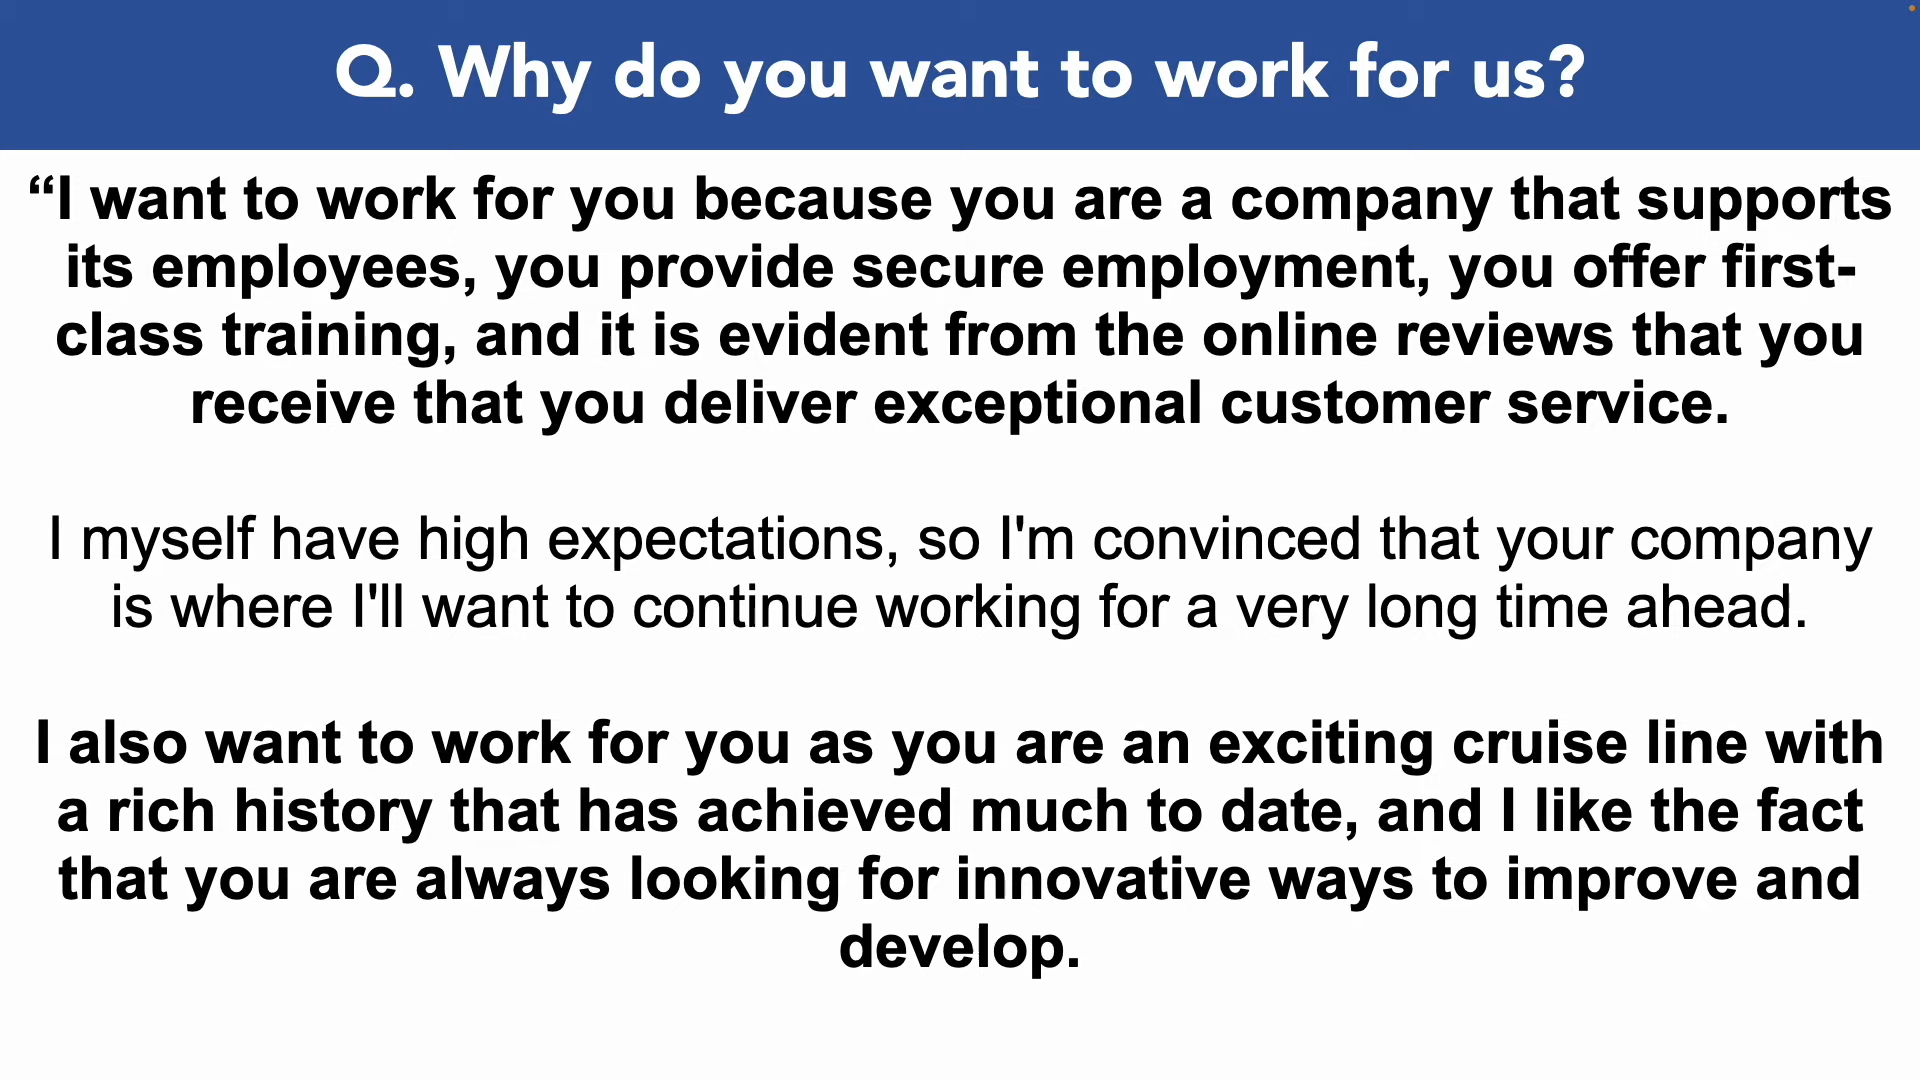 Q. Why do you want to work for us?
“I want to work for you because you are a company that supports
its employees, you provide secure employment, you offer first-
class training, and it is evident from the online reviews that you
receive that you deliver exceptional customer service.
I myself have high expectations, so I'm convinced that your company
is where I'll want to continue working for a very long time ahead.
I also want to work for you as you are an exciting cruise line with
a rich history that has achieved much to date, and I like the fact
that you are always looking for innovative ways to improve and
develop.